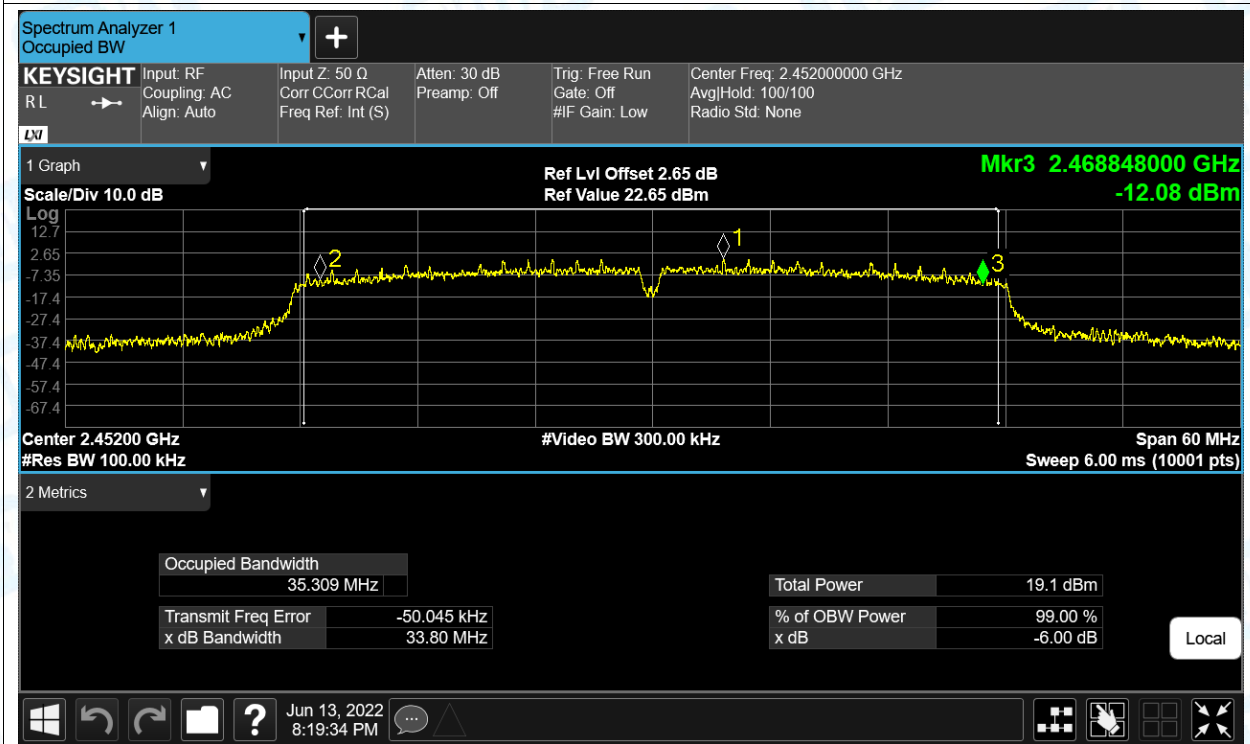 Spectrum Analyzer 1
Occupied BW
+
KEYSIGHT
R L
LXI
Input: RF
Coupling: AC
Align: Auto
Input Z: 50 Ω
Corr CCorr RCal
Freq Ref: Int (S)
Atten: 30 dB
Preamp: Off
Trig: Free Run
Gate: Off
#IF Gain: Low
Center Freq: 2.452000000 GHz
Avg|Hold: 100/100
Radio Std: None
1 Graph
Scale/Div 10.0 dB
Ref Lvl Offset 2.65 dB
Ref Value 22.65 dBm
Mkr3 2.468848000 GHz
-12.08 dBm
Log
12.7
2.65
-7.35
-17.4
-27.4
-37.4
-47.4
-57.4
-67.4
2
1
3
Center 2.45200 GHz
#Res BW 100.00 kHz
#Video BW 300.00 kHz
Span 60 MHz
Sweep 6.00 ms (10001 pts)
2 Metrics
Occupied Bandwidth
35.309 MHz
Transmit Freq Error -50.045 kHz
x dB Bandwidth 33.80 MHz
Total Power 19.1 dBm
% of OBW Power 99.00 %
x dB -6.00 dB
Local
?
Jun 13, 2022
8:19:34 PM